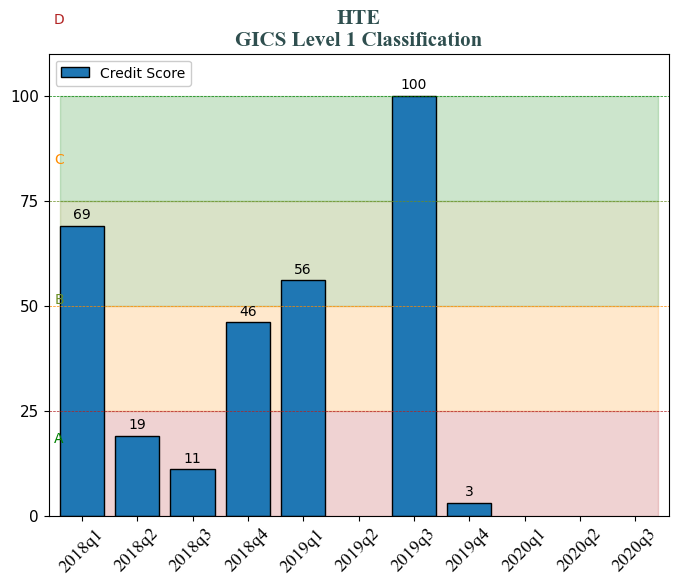 D
HTE
GICS Level 1 Classification
Credit Score
100
100
C
75
69
56
B
50
46
25
A
19
11
3
0
2018q1
2018q2
2018q3
2018q4
2019q1
2019q2
2019q3
2019q4
2020q1
2020q2
2020q3